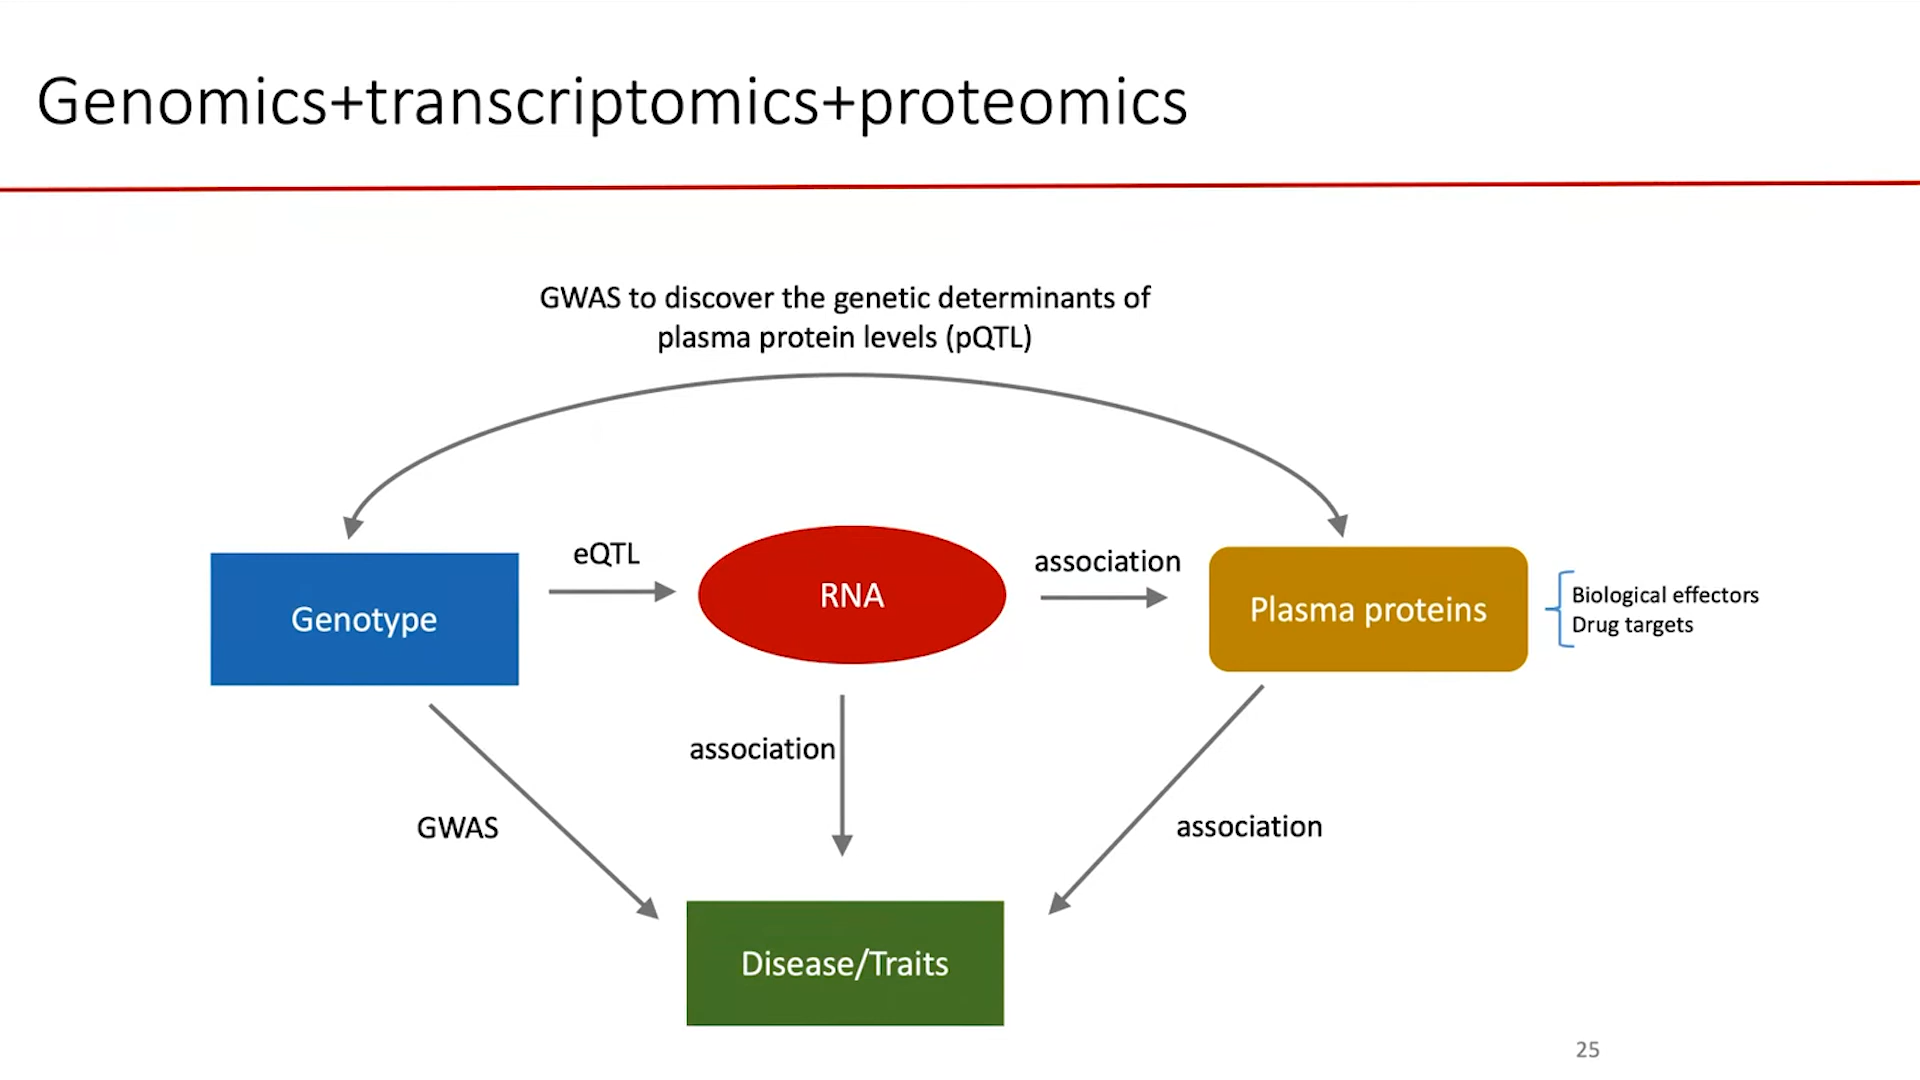 Genomics+transcriptomics+proteomics
GWAS to discover the genetic determinants of
plasma protein levels (pQTL)
eQTL
association
Genotype
RNA
Plasma proteins
Biological effectors
Drug targets
association
GWAS
association
Disease/Traits
25